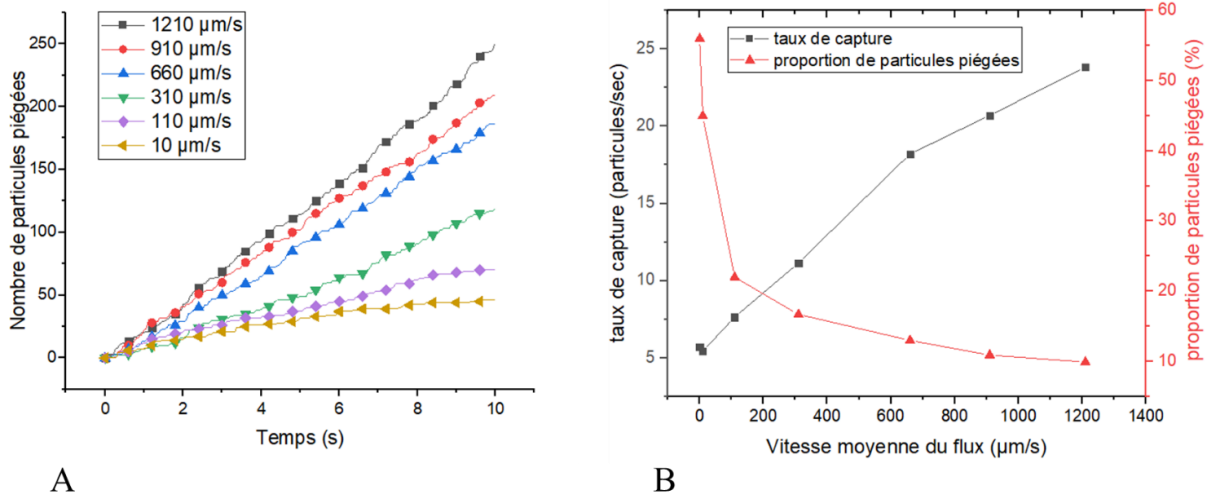 1210 µm/s
910 µm/s
660 µm/s
310 µm/s
110 µm/s
10 µm/s
Nombre de particules piégées
250
200
150
100
50
0
0 2 4 6 8 10
Temps (s)
A
taux de capture
proportion de particules piégées
taux de capture (particules/sec)
25
20
15
10
5
60
50
40
30
20
10
proportion de particules piégées (%)
0 200 400 600 800 1000 1200 1400
Vitesse moyenne du flux (µm/s)
B